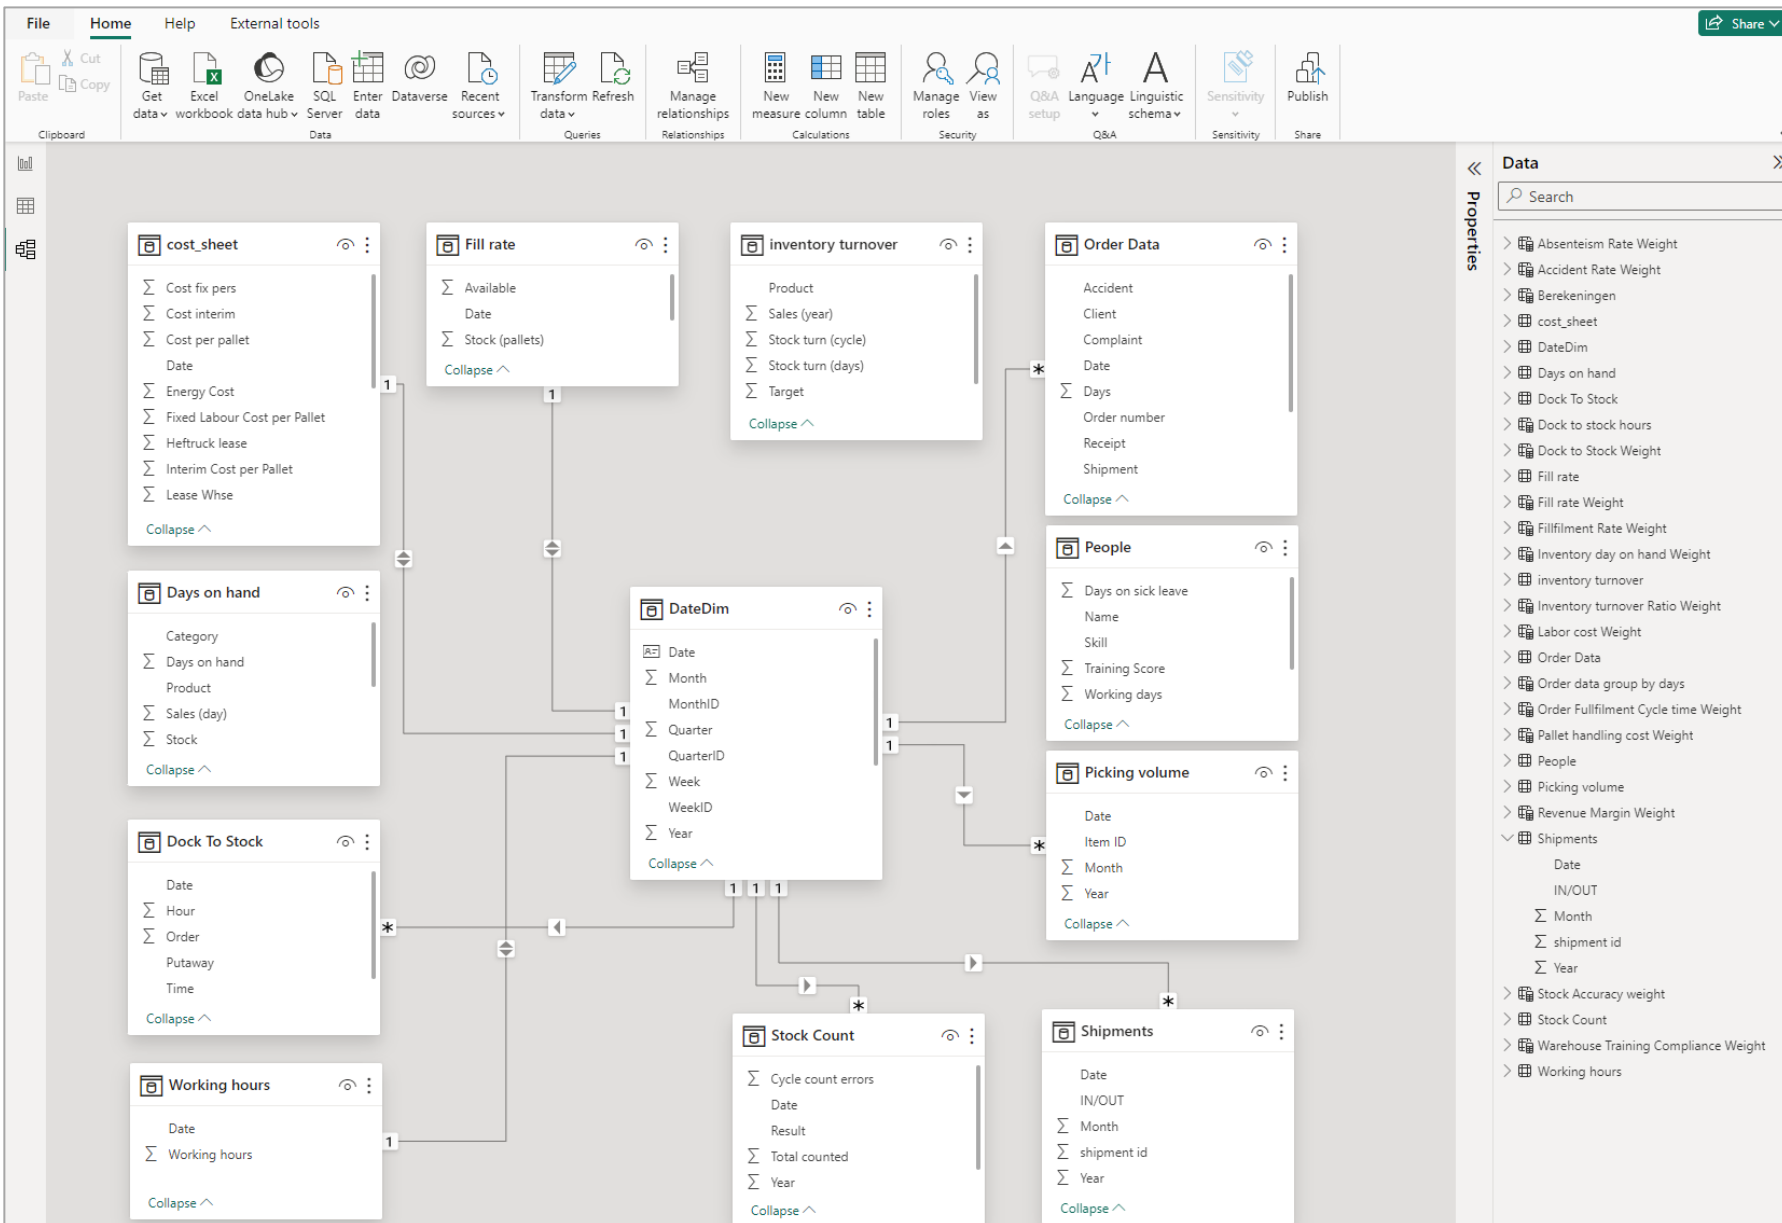 File Home Help External tools Share
Paste Cut Copy Clipboard
Get data Excel workbook OneLake data hub SQL Server Enter data Dataverse Recent sources Data
Transform data Refresh Queries
Manage relationships Relationships
New measure New column New table Calculations
Manage roles View as Security
Q&A setup Language Linguistic schema Q&A
Sensitivity Sensitivity
Publish Share
cost_sheet
Cost fix pers
Cost interim
Cost per pallet
Date
Energy Cost
Fixed Labour Cost per Pallet
Heftruck lease
Interim Cost per Pallet
Lease Whse
Collapse
Fill rate
Available
Date
Stock (pallets)
Collapse
inventory turnover
Product
Sales (year)
Stock turn (cycle)
Stock turn (days)
Target
Collapse
Order Data
Accident
Client
Complaint
Date
Days
Order number
Receipt
Shipment
Collapse
Days on hand
Category
Days on hand
Product
Sales (day)
Stock
Collapse
DateDim
Date
Month
MonthID
Quarter
QuarterID
Week
WeekID
Year
Collapse
People
Days on sick leave
Name
Skill
Training Score
Working days
Collapse
Picking volume
Date
Item ID
Month
Year
Collapse
Dock To Stock
Date
Hour
Order
Putaway
Time
Collapse
Working hours
Date
Working hours
Collapse
Stock Count
Cycle count errors
Date
Result
Total counted
Year
Collapse
Shipments
Date
IN/OUT
Month
shipment id
Year
Collapse
1
1
1
1
1
1
1
1
1
1
1
*
*
*
*
*
Properties
Data
Search
Absenteism Rate Weight
Accident Rate Weight
Berekeningen
cost_sheet
DateDim
Days on hand
Dock To Stock
Dock to stock hours
Dock to Stock Weight
Fill rate
Fill rate Weight
Fillfilment Rate Weight
Inventory day on hand Weight
inventory turnover
Inventory turnover Ratio Weight
Labor cost Weight
Order Data
Order data group by days
Order Fullfilment Cycle time Weight
Pallet handling cost Weight
People
Picking volume
Revenue Margin Weight
Shipments
Date
IN/OUT
Month
shipment id
Year
Stock Accuracy weight
Stock Count
Warehouse Training Compliance Weight
Working hours